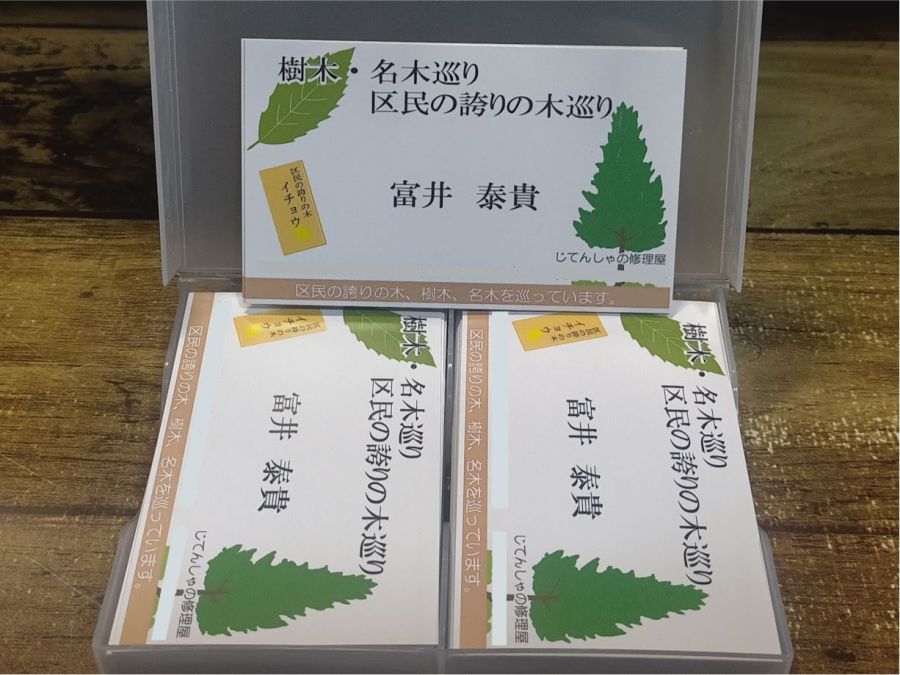 樹木・名木巡り
区民の誇りの木巡り
区民の誇りの木
イチョウ
富井 泰貴
じてんしゃの修理屋
区民の誇りの木、樹木、名木を巡っています。
樹木・名木巡り
区民の誇りの木巡り
区民の誇りの木
イチョウ
富井 泰貴
じてんしゃの修理屋
区民の誇りの木、樹木、名木を巡っています。
樹木・名木巡り
区民の誇りの木巡り
区民の誇りの木
イチョウ
富井 泰貴
じてんしゃの修理屋
区民の誇りの木、樹木、名木を巡っています。